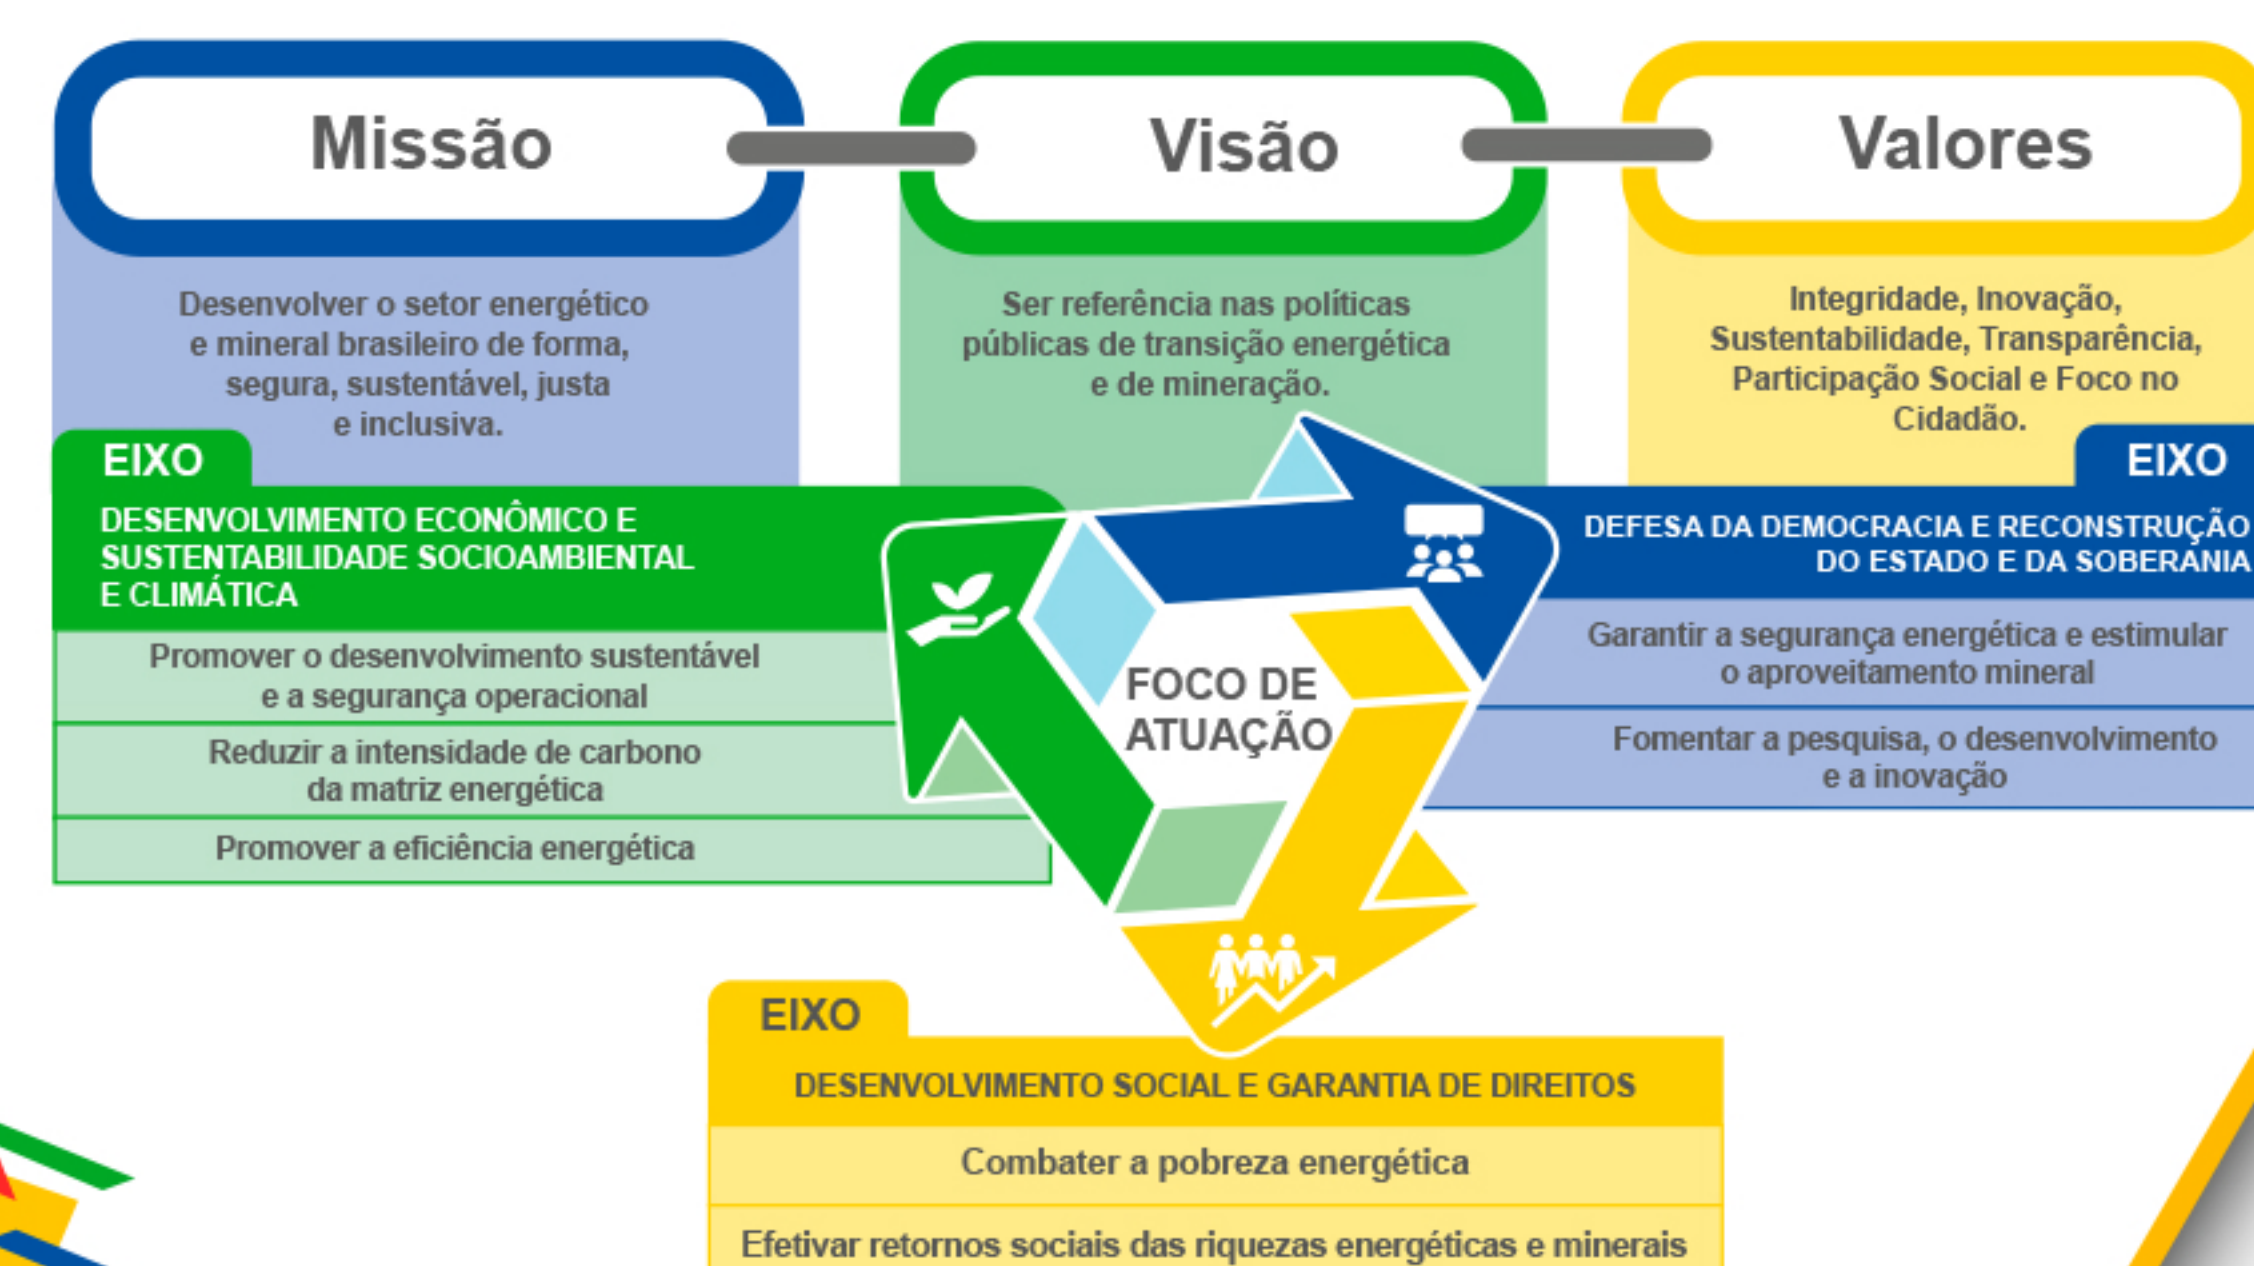 Missão
Desenvolver o setor energético
e mineral brasileiro de forma,
segura, sustentável, justa
e inclusiva.
Visão
Ser referência nas políticas
públicas de transição energética
e de mineração.
Valores
Integridade, Inovação,
Sustentabilidade, Transparência,
Participação Social e Foco no
Cidadão.
EIXO
DESENVOLVIMENTO ECONÔMICO E
SUSTENTABILIDADE SOCIOAMBIENTAL
E CLIMÁTICA
Promover o desenvolvimento sustentável
e a segurança operacional
Reduzir a intensidade de carbono
da matriz energética
Promover a eficiência energética
FOCO DE
ATUAÇÃO
EIXO
DEFESA DA DEMOCRACIA E RECONSTRUÇÃO
DO ESTADO E DA SOBERANIA
Garantir a segurança energética e estimular
o aproveitamento mineral
Fomentar a pesquisa, o desenvolvimento
e a inovação
EIXO
DESENVOLVIMENTO SOCIAL E GARANTIA DE DIREITOS
Combater a pobreza energética
Efetivar retornos sociais das riquezas energéticas e minerais